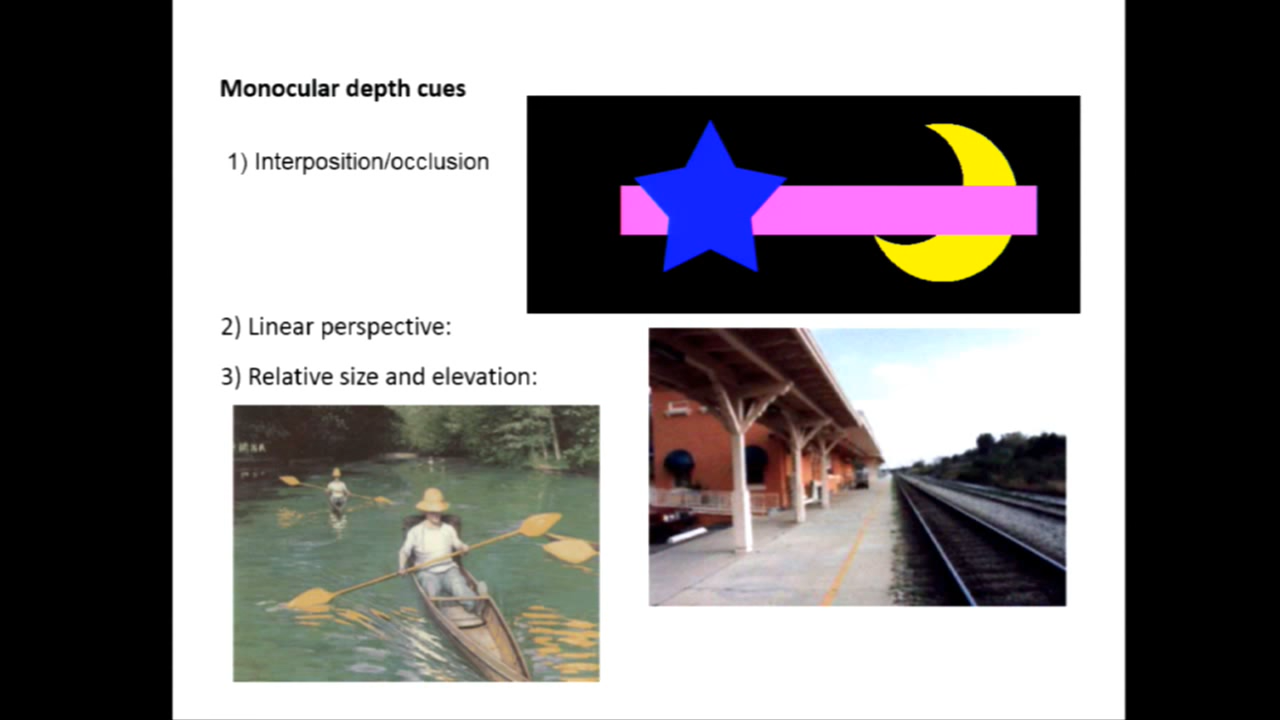 Monocular depth cues
1) Interposition/occlusion
2) Linear perspective:
3) Relative size and elevation: